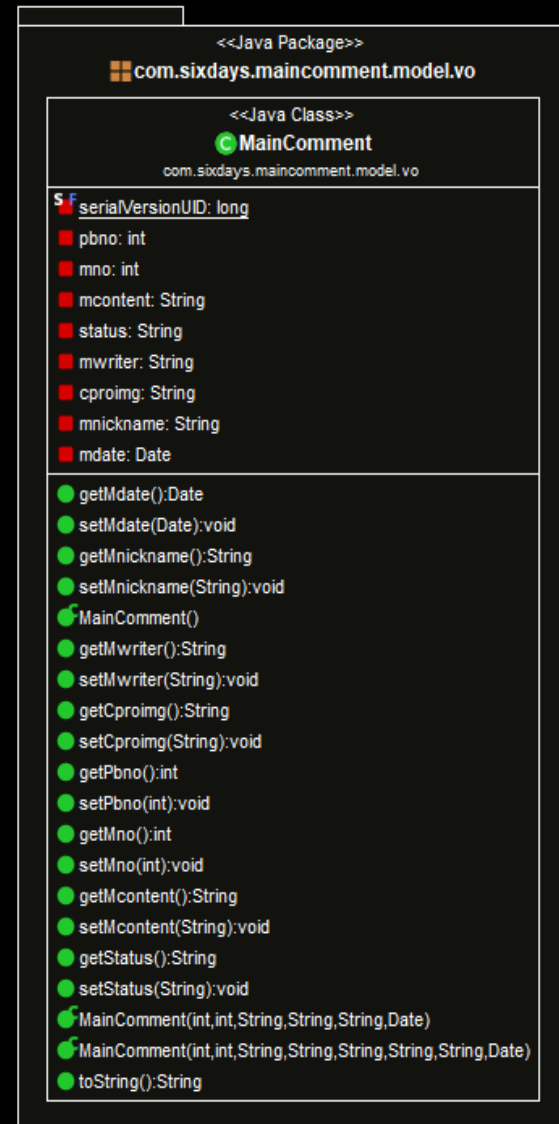 <<Java Package>>
com.sixdays.maincomment.model.vo
<<Java Class>>
C MainComment
com.sixdays.maincomment.model.vo
S F serialVersionUID: long
pbno: int
mno: int
mcontent: String
status: String
mwriter: String
cproimg: String
mnickname: String
mdate: Date
getMdate():Date
setMdate(Date):void
getMnickname():String
setMnickname(String):void
MainComment()
getMwriter():String
setMwriter(String):void
getCproimg():String
setCproimg(String):void
getPbno():int
setPbno(int):void
getMno():int
setMno(int):void
getMcontent():String
setMcontent(String):void
getStatus():String
setStatus(String):void
MainComment(int,int,String,String,String,Date)
MainComment(int,int,String,String,String,String,String,Date)
toString():String